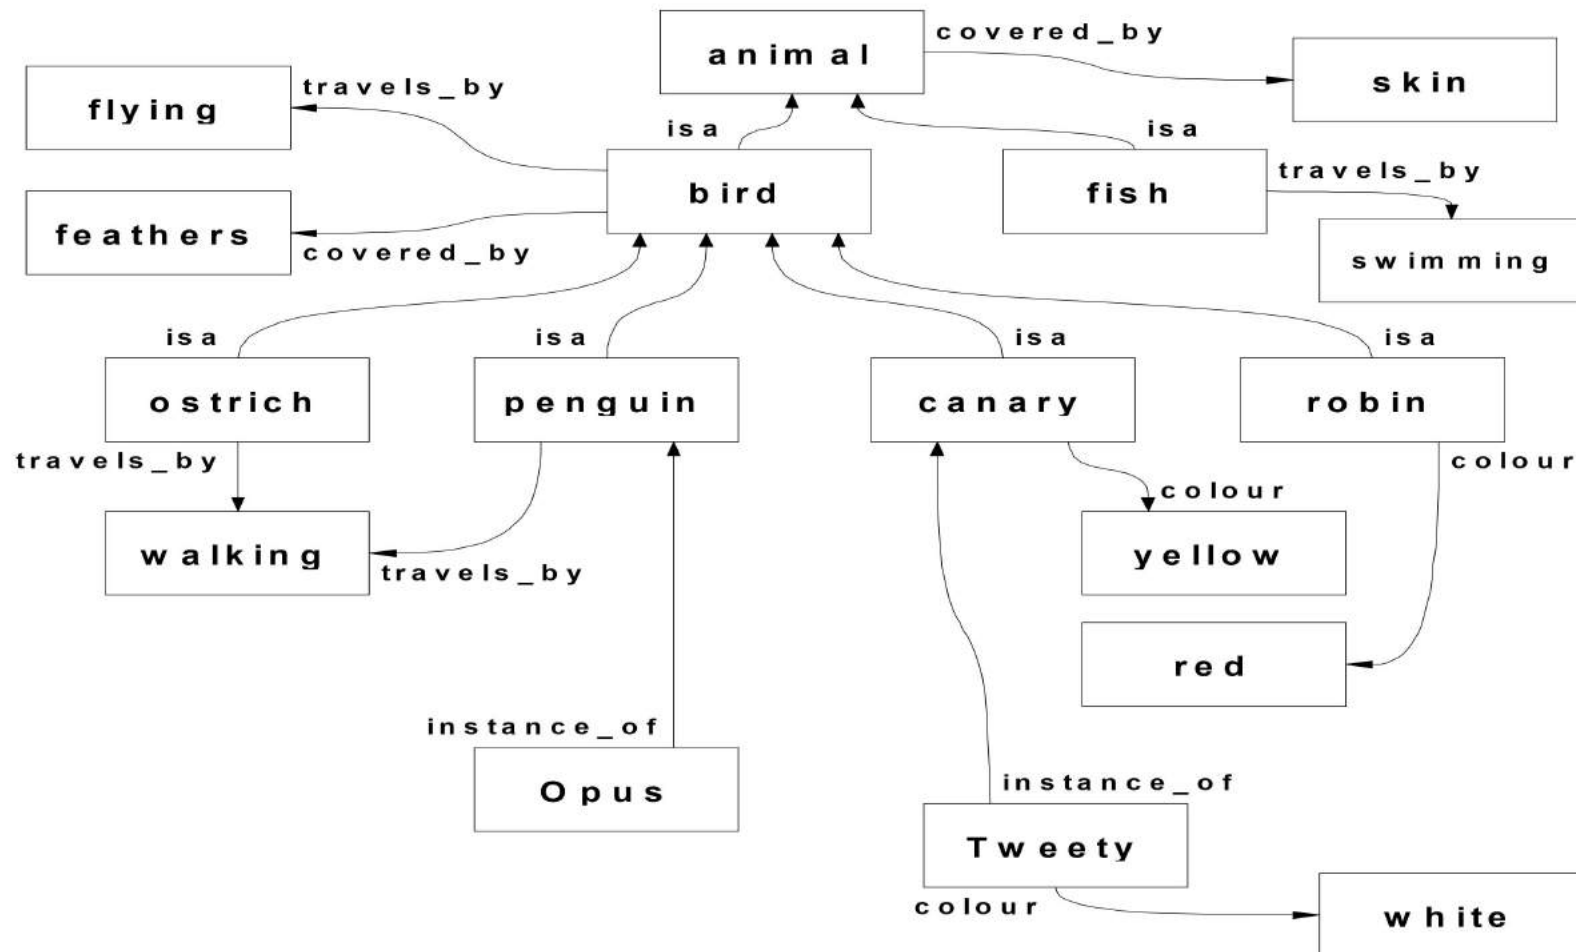 animal
covered_by
skin
flying
travels_by
isa
isa
bird
fish
travels_by
feathers
covered_by
swimming
isa
isa
isa
isa
ostrich
penguin
canary
robin
travels_by
colour
colour
walking
travels_by
yellow
red
instance_of
Opus
instance_of
Tweety
colour
white